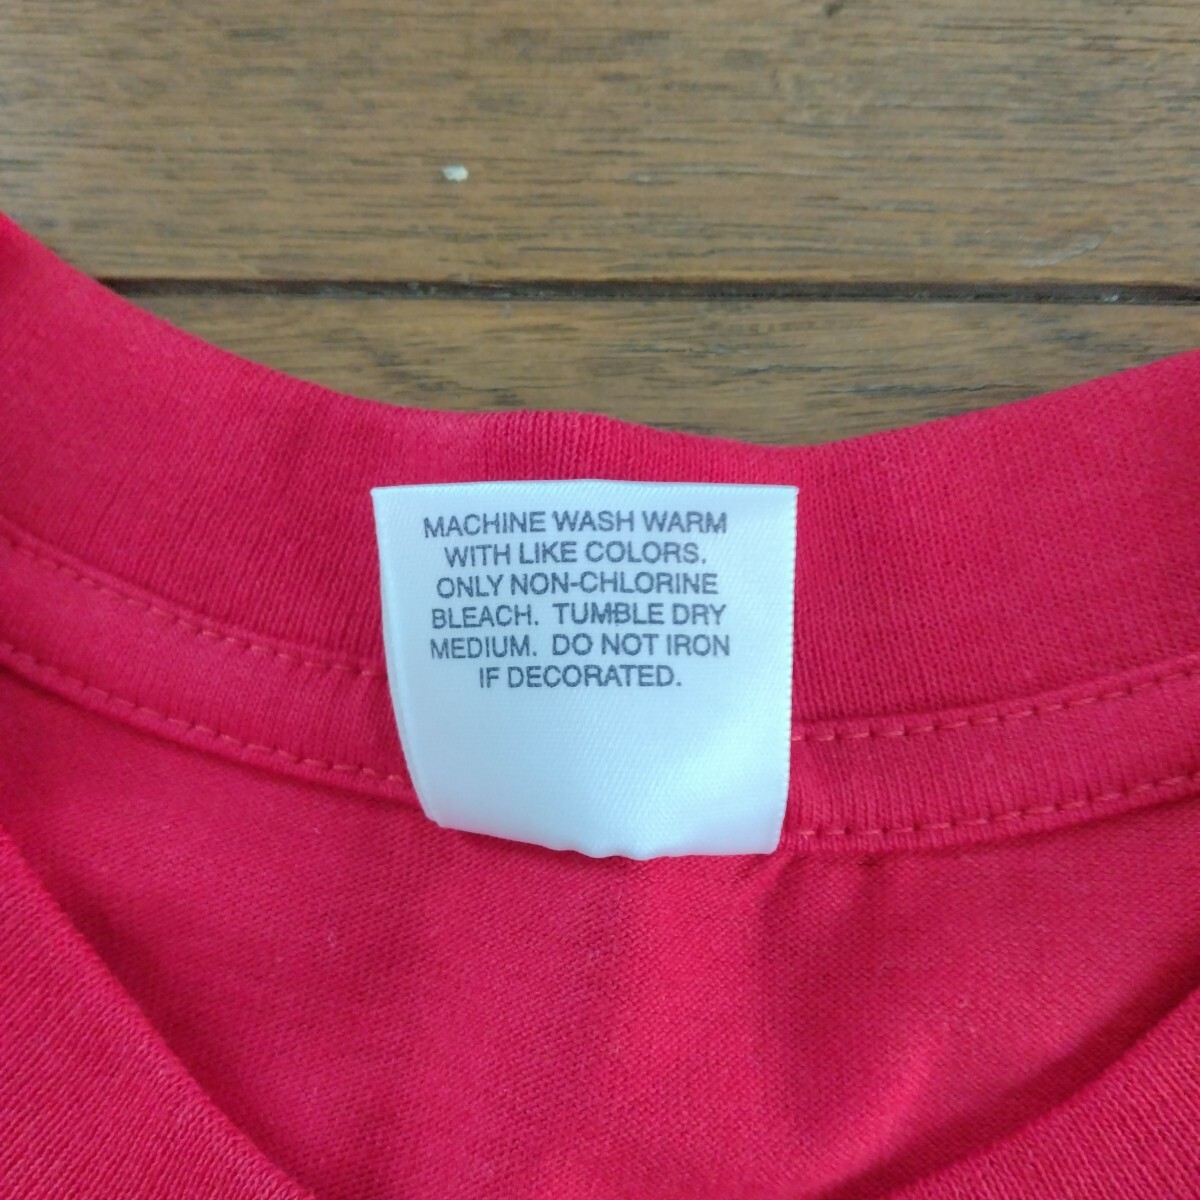 MACHINE WASH WARM
WITH LIKE COLORS.
ONLY NON-CHLORINE
BLEACH. TUMBLE DRY
MEDIUM. DO NOT IRON
IF DECORATED.